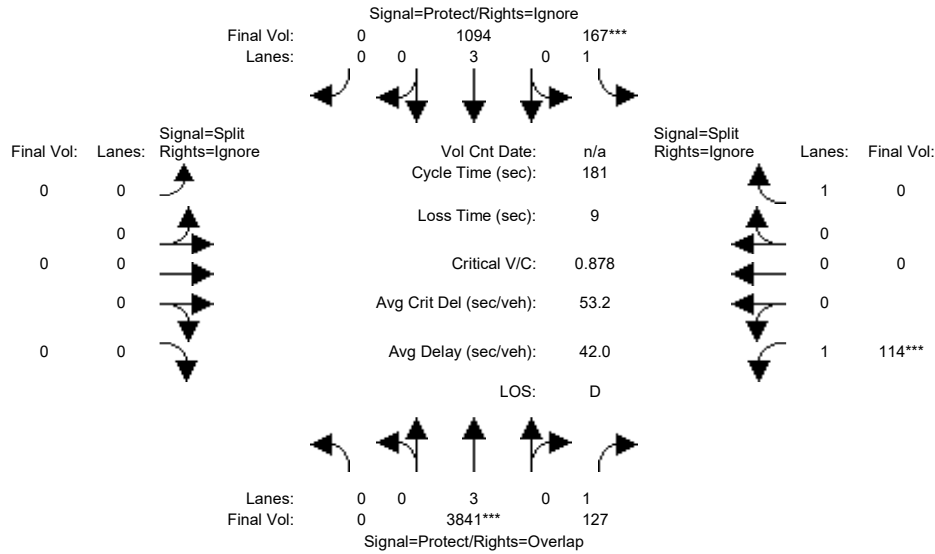 Signal=Protect/Rights=Ignore
Final Vol: 0 1094 167***
Lanes: 0 0 3 0 1
Signal=Split
Final Vol: Lanes: Rights=Ignore
Vol Cnt Date: n/a
Signal=Split
Rights=Ignore Lanes: Final Vol:
Cycle Time (sec): 181
0 0
1 0
Loss Time (sec): 9
0
0
0 0
Critical V/C: 0.878
0 0
0
Avg Crit Del (sec/veh): 53.2
0
0 0
Avg Delay (sec/veh): 42.0
1 114***
LOS: D
Lanes: 0 0 3 0 1
Final Vol: 0 3841*** 127
Signal=Protect/Rights=Overlap